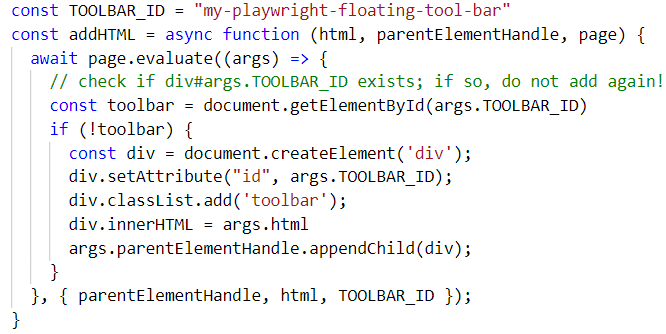 const TOOLBAR_ID = "my-playwright-floating-tool-bar"
const addHTML = async function (html, parentElementHandle, page) {
  await page.evaluate((args) => {
    // check if div#args.TOOLBAR_ID exists; if so, do not add again!
    const toolbar = document.getElementById(args.TOOLBAR_ID)
    if (!toolbar) {
      const div = document.createElement('div');
      div.setAttribute("id", args.TOOLBAR_ID);
      div.classList.add('toolbar');
      div.innerHTML = args.html
      args.parentElementHandle.appendChild(div);
    }
  }, { parentElementHandle, html, TOOLBAR_ID });
}